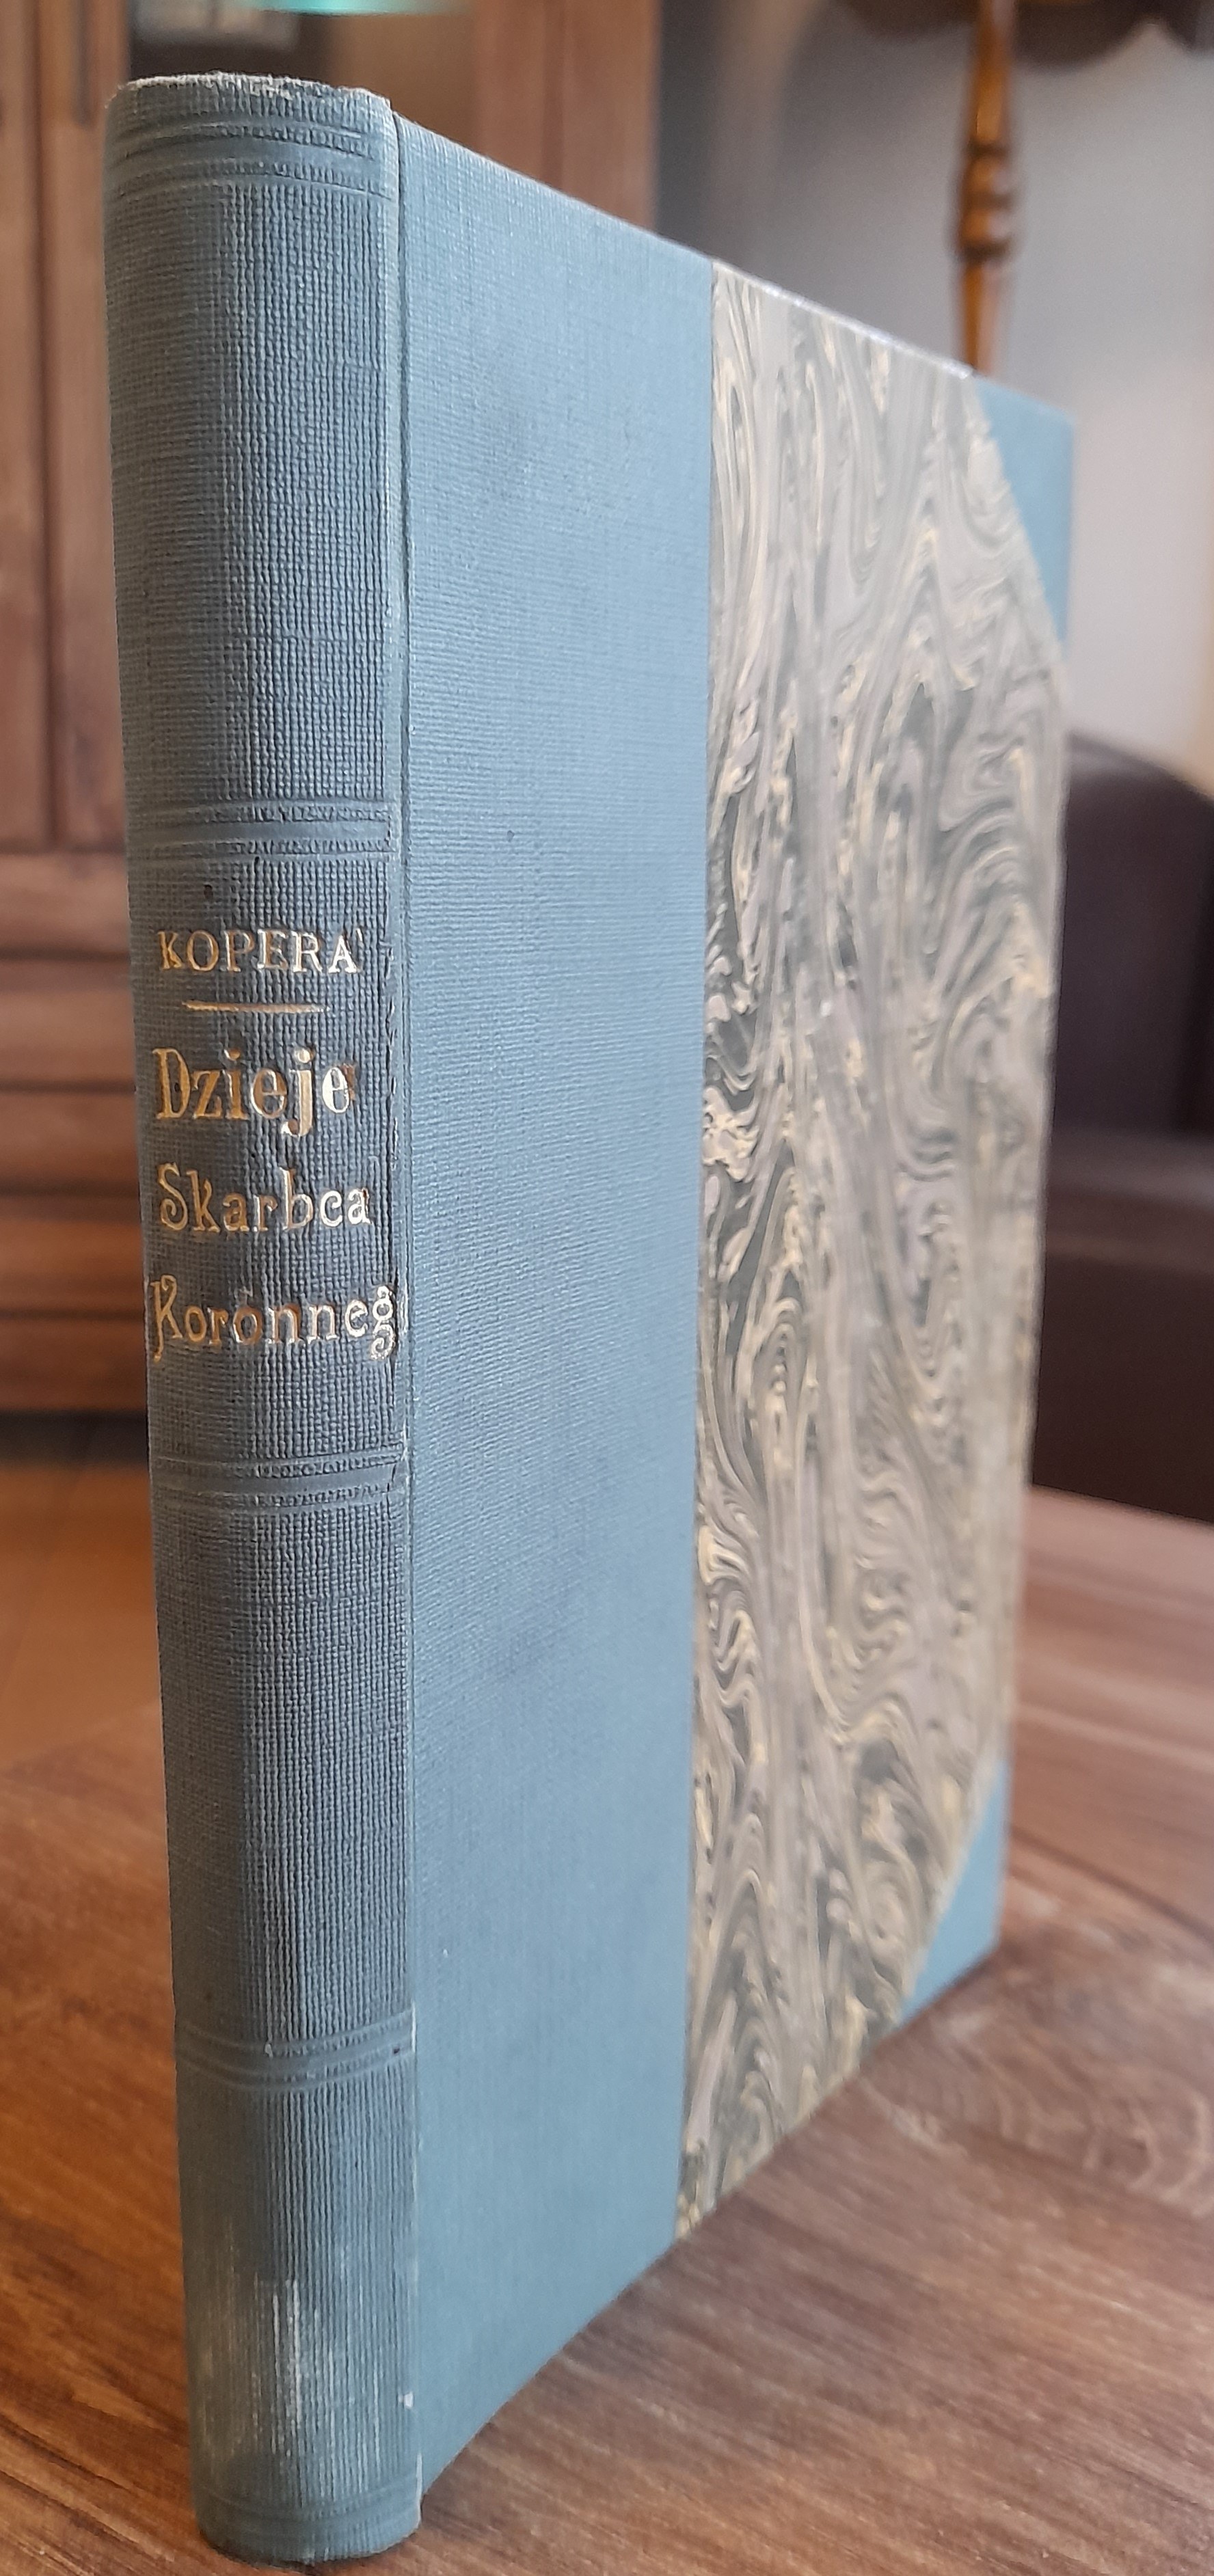 KOPERA
Dzieje
Skarbca
Koronneg